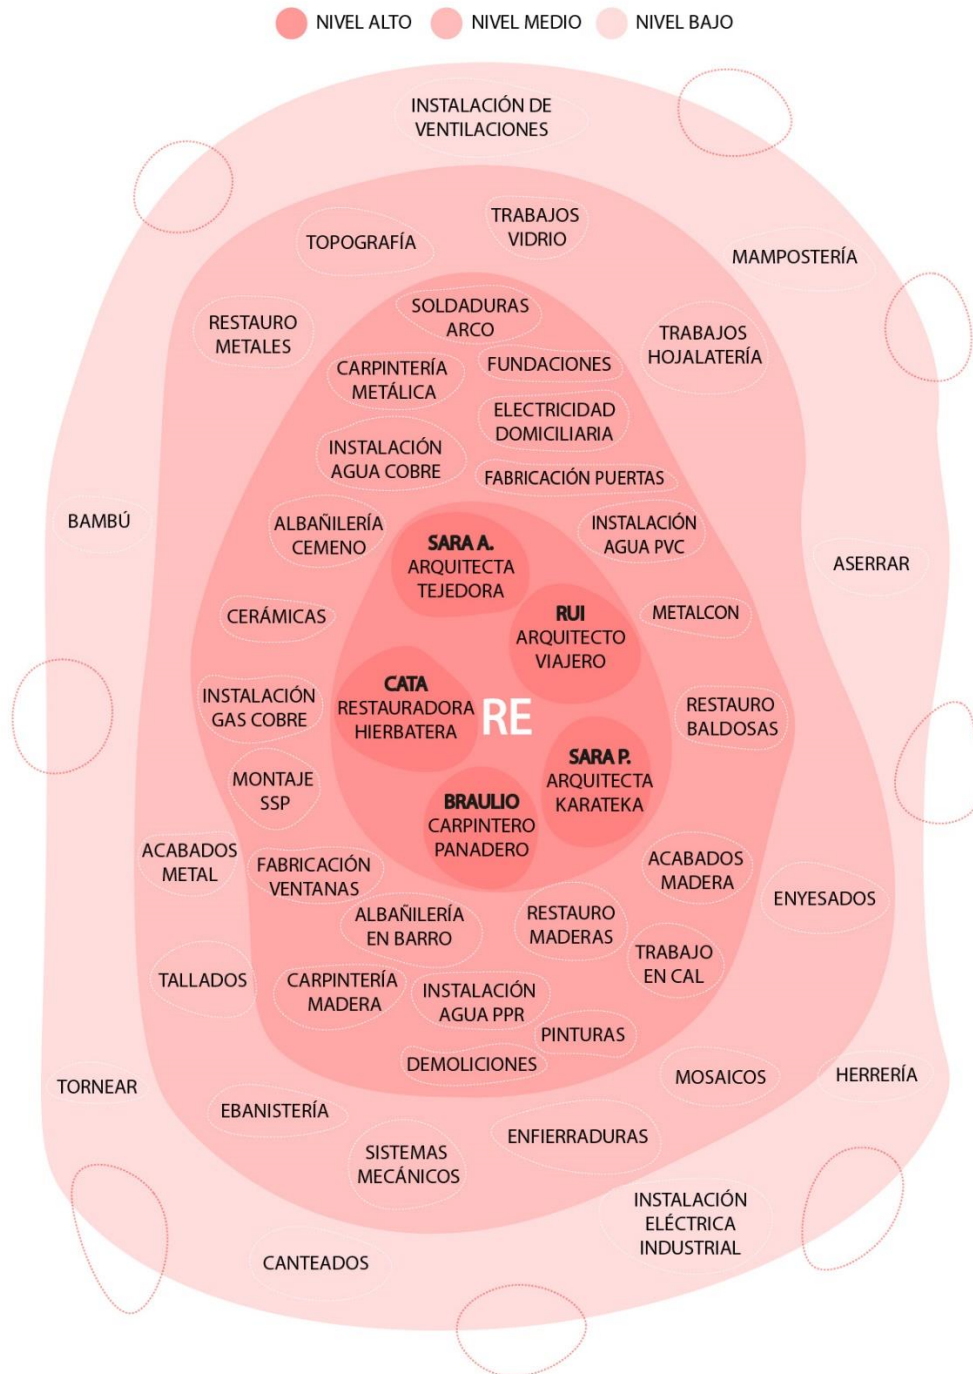 NIVEL ALTO
NIVEL MEDIO
NIVEL BAJO
INSTALACIÓN DE
VENTILACIONES
TRABAJOS
VIDRIO
TOPOGRAFÍA
MAMPOSTERÍA
SOLDADURAS
ARCO
RESTAURO
METALES
TRABAJOS
HOJALATERÍA
CARPINTERÍA
METÁLICA
FUNDACIONES
ELECTRICIDAD
DOMICILIARIA
INSTALACIÓN
AGUA COBRE
FABRICACIÓN PUERTAS
BAMBÚ
ALBAÑILERÍA
CEMENO
SARA A.
ARQUITECTA
TEJEDORA
INSTALACIÓN
AGUA PVC
ASERRAR
CERÁMICAS
RUI
ARQUITECTO
VIAJERO
METALCON
INSTALACIÓN
GAS COBRE
CATA
RESTAURADORA
HIERBATERA
RE
RESTAURO
BALDOSAS
MONTAJE
SSP
BRAULIO
CARPINTERO
PANADERO
SARA P.
ARQUITECTA
KARATEKA
ACABADOS
METAL
FABRICACIÓN
VENTANAS
ACABADOS
MADERA
ENYESADOS
ALBAÑILERÍA
EN BARRO
RESTAURO
MADERAS
TRABAJO
EN CAL
TALLADOS
CARPINTERÍA
MADERA
INSTALACIÓN
AGUA PPR
PINTURAS
DEMOLICIONES
TORNEAR
MOSAICOS
HERRERÍA
EBANISTERÍA
ENFIERRADURAS
SISTEMAS
MECÁNICOS
INSTALACIÓN
ELÉCTRICA
INDUSTRIAL
CANTEADOS